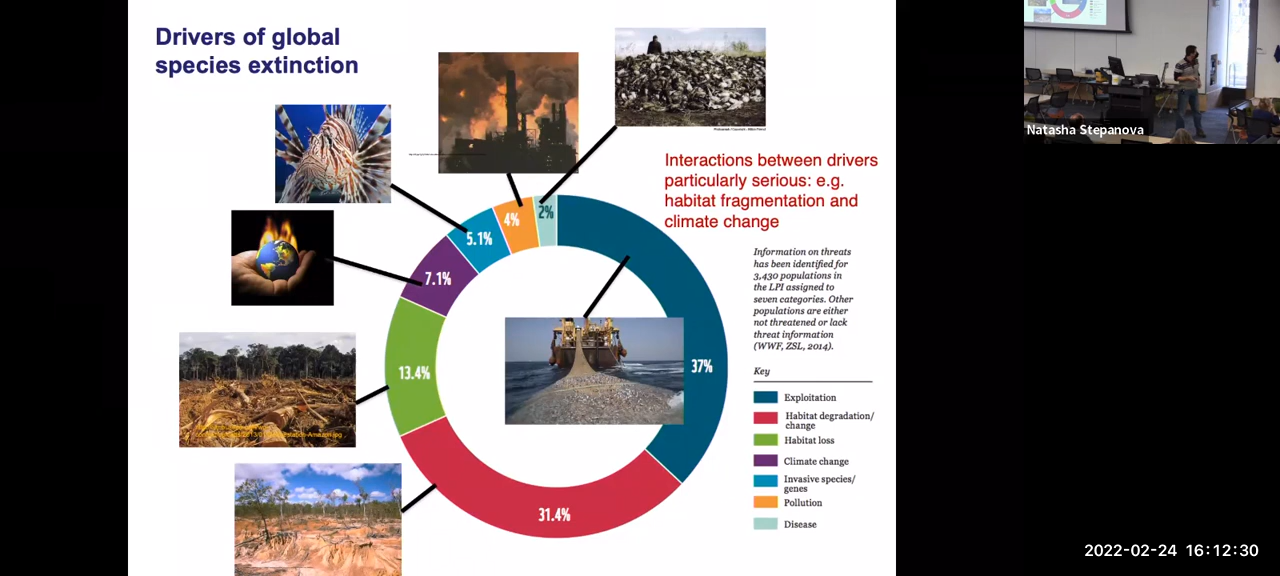 Drivers of global
species extinction
Interactions between drivers
particularly serious: e.g.
habitat fragmentation and
climate change
Natasha Stepanova
2%
4%
5.1%
7.1%
13.4%
31.4%
37%
Information on threats
has been identified for
3,430 populations in
the LPI assigned to
seven categories. Other
populations are either
not threatened or lack
threat information
(WWF, ZSL, 2014).
Key
Exploitation
Habitat degradation/
change
Habitat loss
Climate change
Invasive species/
genes
Pollution
Disease
2022-02-24 16:12:30